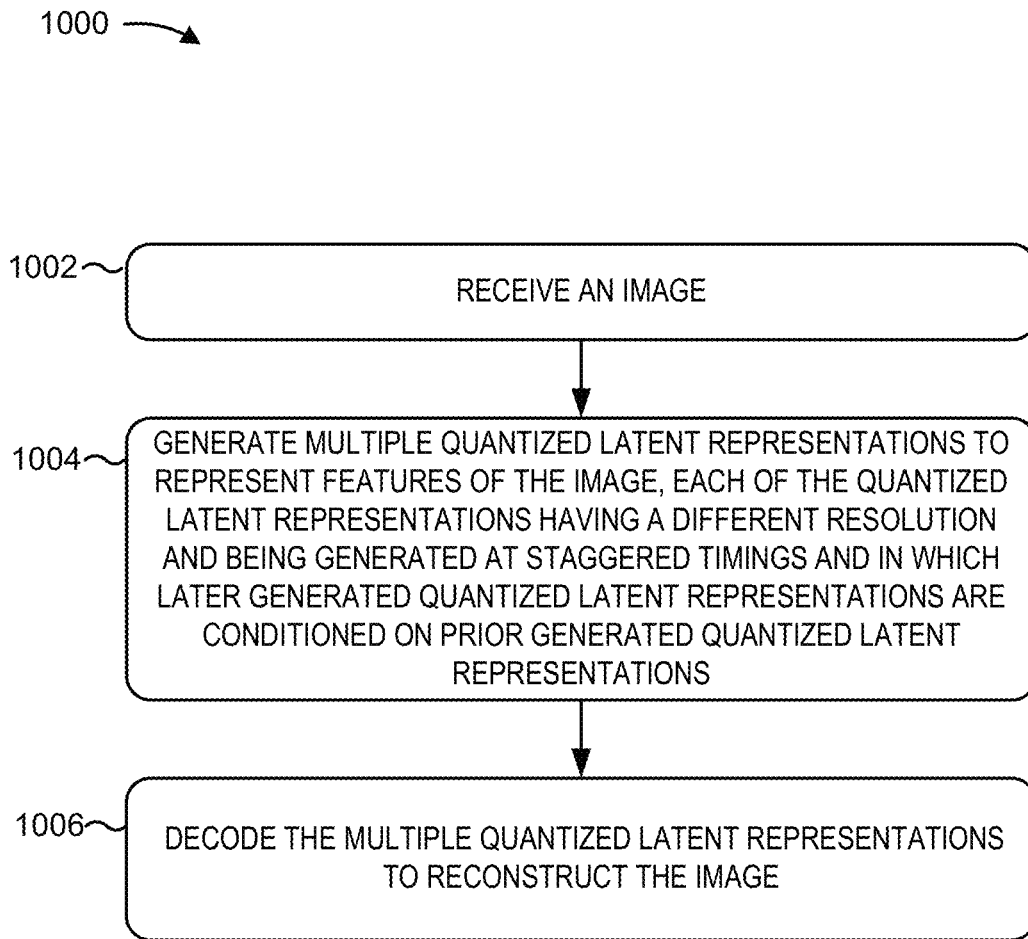 1000
1002
RECEIVE AN IMAGE
1004
GENERATE MULTIPLE QUANTIZED LATENT REPRESENTATIONS TO
REPRESENT FEATURES OF THE IMAGE, EACH OF THE QUANTIZED
LATENT REPRESENTATIONS HAVING A DIFFERENT RESOLUTION
AND BEING GENERATED AT STAGGERED TIMINGS AND IN WHICH
LATER GENERATED QUANTIZED LATENT REPRESENTATIONS ARE
CONDITIONED ON PRIOR GENERATED QUANTIZED LATENT
REPRESENTATIONS
1006
DECODE THE MULTIPLE QUANTIZED LATENT REPRESENTATIONS
TO RECONSTRUCT THE IMAGE